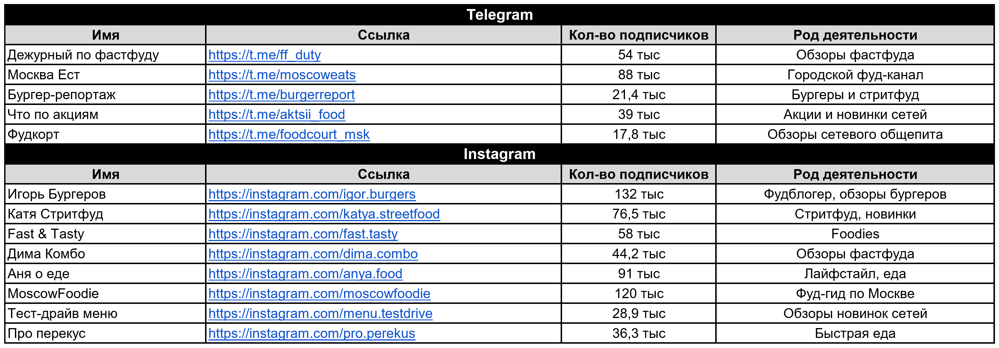 Telegram
Имя Ссылка Кол-во подписчиков Род деятельности
Дежурный по фастфуду https://t.me/ff_duty 54 тыс Обзоры фастфуда
Москва Ест https://t.me/moscoweats 88 тыс Городской фуд-канал
Бургер-репортаж https://t.me/burgerreport 21,4 тыс Бургеры и стритфуд
Что по акциям https://t.me/aktsii_food 39 тыс Акции и новинки сетей
Фудкорт https://t.me/foodcourt_msk 17,8 тыс Обзоры сетевого общепита
Instagram
Имя Ссылка Кол-во подписчиков Род деятельности
Игорь Бургеров https://instagram.com/igor.burgers 132 тыс Фудблогер, обзоры бургеров
Катя Стритфуд https://instagram.com/katya.streetfood 76,5 тыс Стритфуд, новинки
Fast & Tasty https://instagram.com/fast.tasty 58 тыс Foodies
Дима Комбо https://instagram.com/dima.combo 44,2 тыс Обзоры фастфуда
Аня о еде https://instagram.com/anya.food 91 тыс Лайфстайл, еда
MoscowFoodie https://instagram.com/moscowfoodie 120 тыс Фуд-гид по Москве
Тест-драйв меню https://instagram.com/menu.testdrive 28,9 тыс Обзоры новинок сетей
Про перекус https://instagram.com/pro.perekus 36,3 тыс Быстрая еда